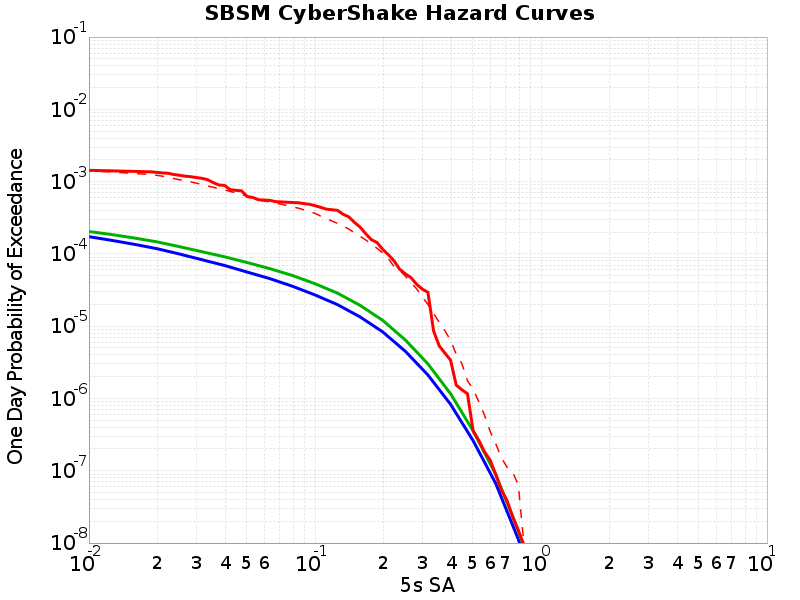 SBSM CyberShake Hazard Curves
10^-1
10^-2
10^-3
10^-4
10^-5
10^-6
10^-7
10^-8
One Day Probability of Exceedance
10^-2 2 3 4 5 6 10^-1 2 3 4 5 6 7 10^0 2 3 4 5 6 7 10^1
5s SA